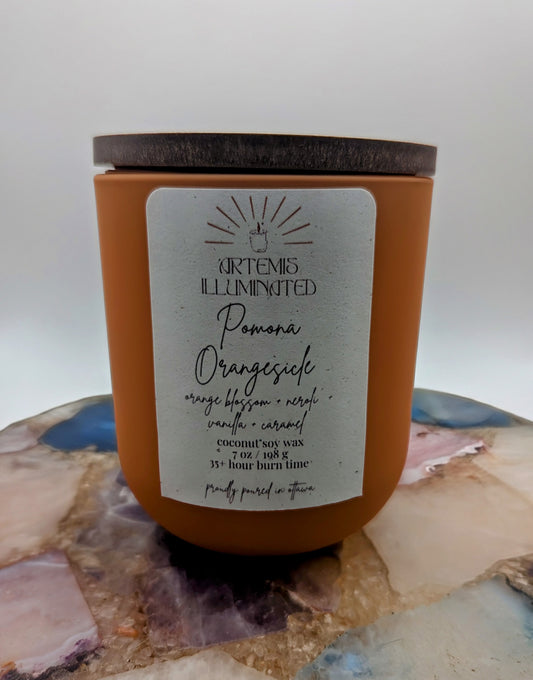 ARTEMIS
ILLUMINATED
Pomona
Orangesicle
orange blossom + neroli +
vanilla + caramel
coconut soy wax
7 oz / 198 g
35+ hour burn time
proudly poured in ottawa